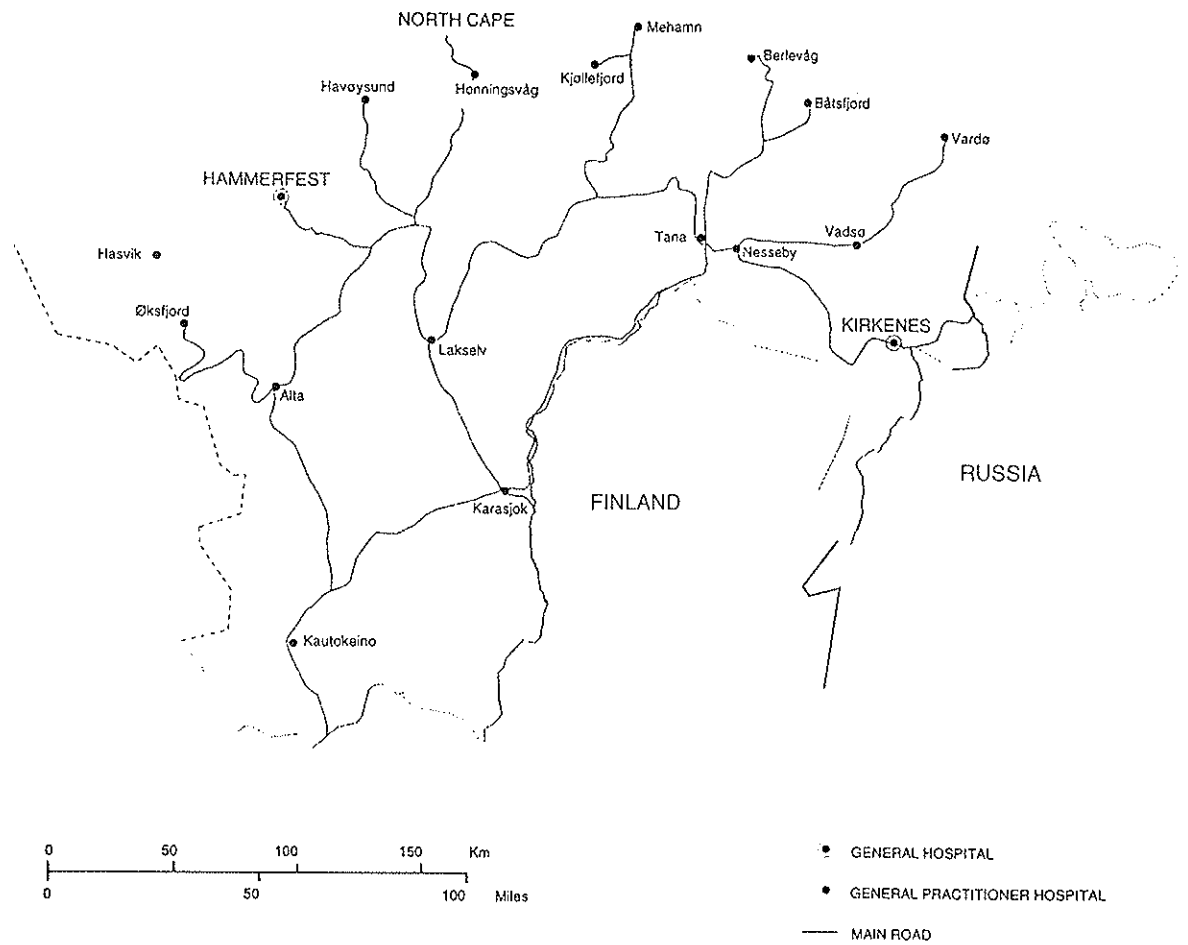 NORTH CAPE
Mehamn
Berlevåg
Kjøllefjord
Havøysund
Honningsvåg
Båtsfjord
Vardø
HAMMERFEST
Tana
Vadsø
Nesseby
Hasvik
Øksfjord
KIRKENES
Lakselv
Alta
RUSSIA
Karasjok
FINLAND
Kautokeino
0 50 100 150 Km
0 50 100 Miles
GENERAL HOSPITAL
GENERAL PRACTITIONER HOSPITAL
MAIN ROAD